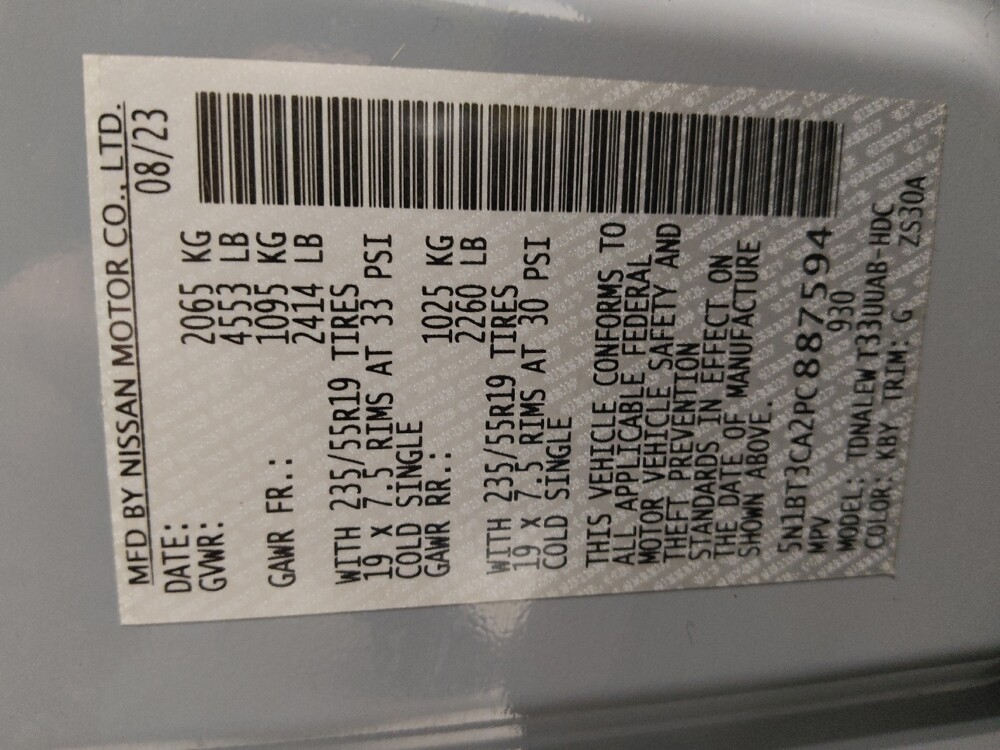 MFD BY NISSAN MOTOR CO., LTD.
DATE: 08/23
GVWR: 2065 KG
4553 LB
GAWR FR.: 1095 KG
2414 LB
WITH 235/55R19 TIRES
19 X 7.5 RIMS AT 33 PSI
COLD SINGLE
GAWR RR.: 1025 KG
2260 LB
WITH 235/55R19 TIRES
19 X 7.5 RIMS AT 30 PSI
COLD SINGLE
THIS VEHICLE CONFORMS TO
ALL APPLICABLE FEDERAL
MOTOR VEHICLE SAFETY AND
THEFT PREVENTION
STANDARDS IN EFFECT ON
THE DATE OF MANUFACTURE
SHOWN ABOVE.
5N1BT3CA2PC887594
MPV 930
MODEL: TDNALEW T33UUAB-HDC
COLOR: KBY TRIM: G ZS30A